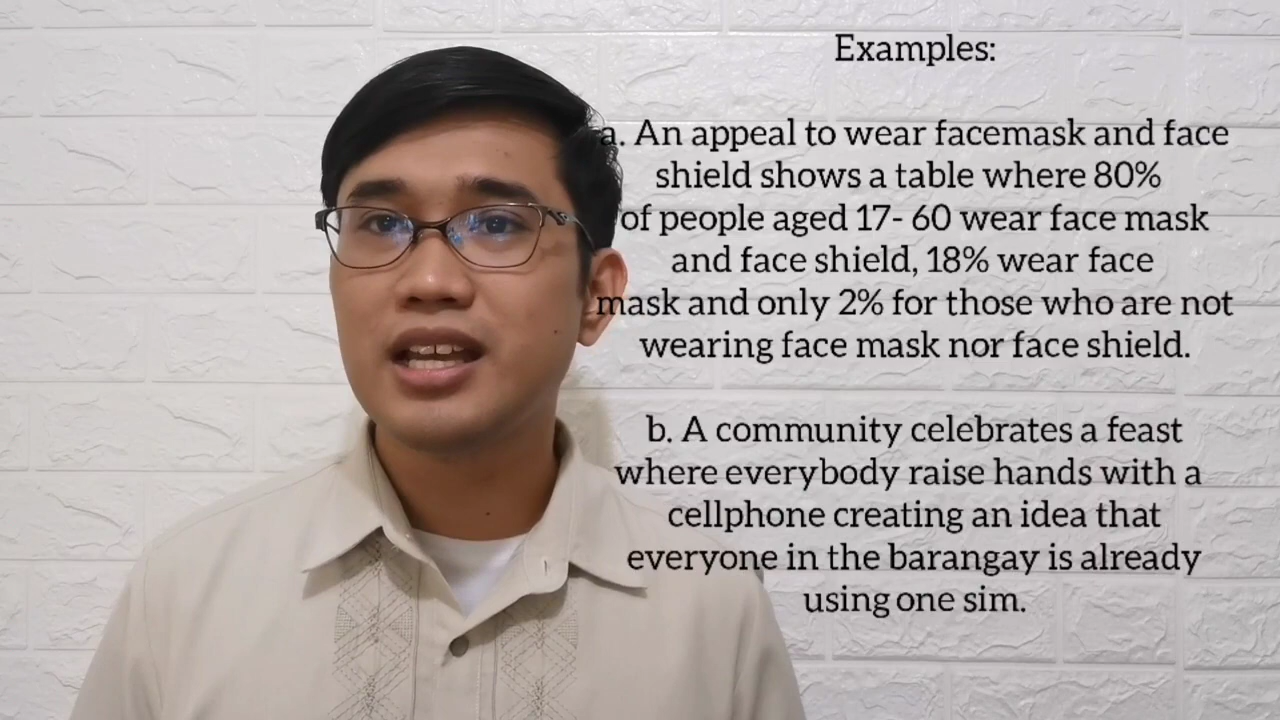 Examples:
a. An appeal to wear facemask and face
shield shows a table where 80%
of people aged 17- 60 wear face mask
and face shield, 18% wear face
mask and only 2% for those who are not
wearing face mask nor face shield.
b. A community celebrates a feast
where everybody raise hands with a
cellphone creating an idea that
everyone in the barangay is already
using one sim.